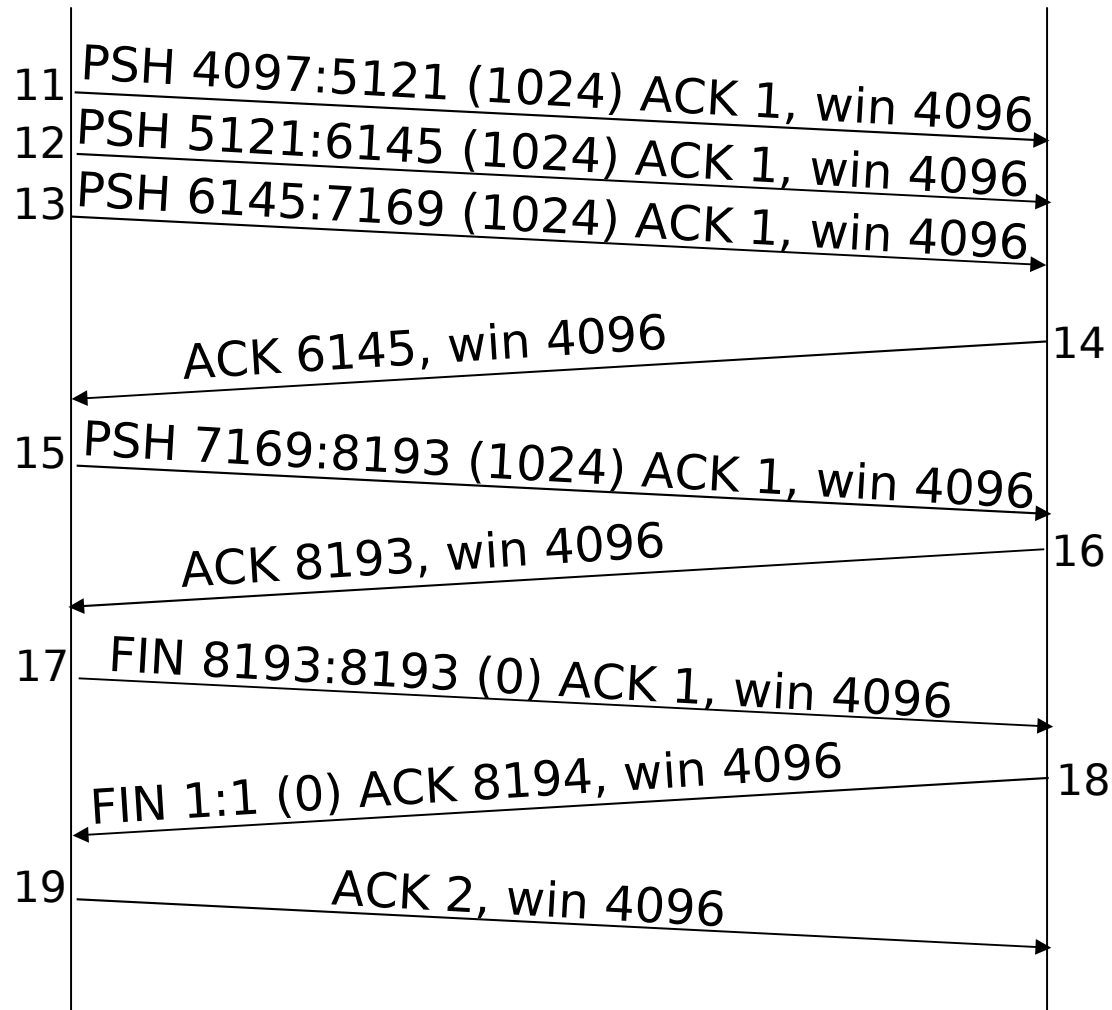 11 PSH 4097:5121 (1024) ACK 1, win 4096
12 PSH 5121:6145 (1024) ACK 1, win 4096
13 PSH 6145:7169 (1024) ACK 1, win 4096
ACK 6145, win 4096 14
15 PSH 7169:8193 (1024) ACK 1, win 4096
ACK 8193, win 4096 16
17 FIN 8193:8193 (0) ACK 1, win 4096
FIN 1:1 (0) ACK 8194, win 4096 18
19 ACK 2, win 4096